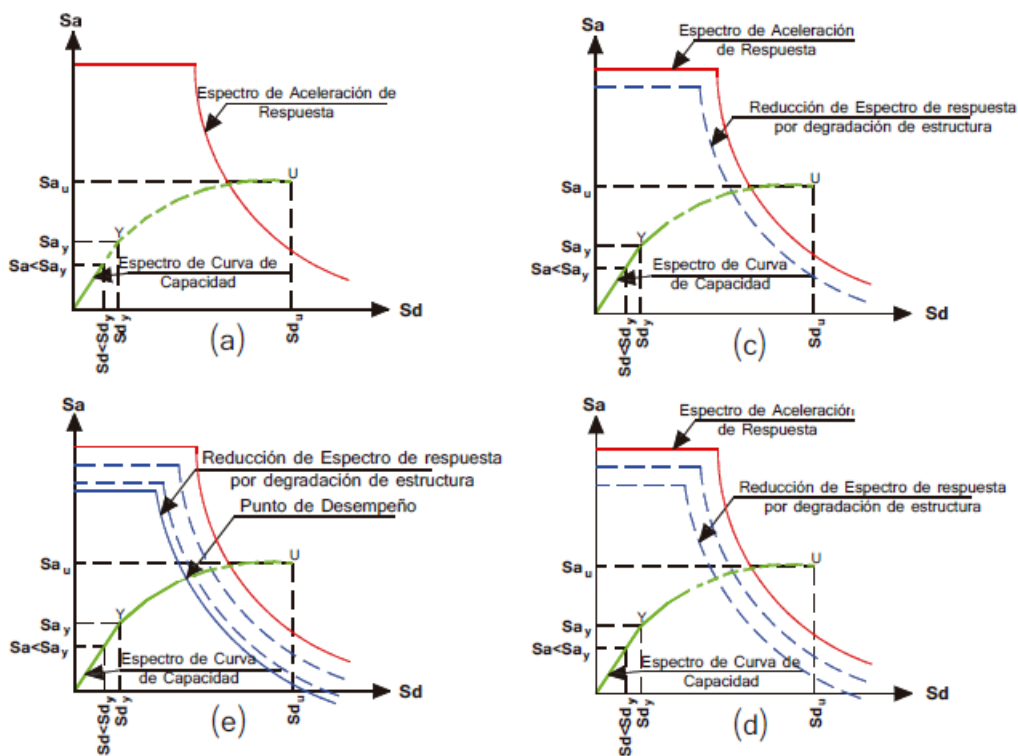 Sa
Espectro de Aceleración de
Respuesta
U
Sa u
Sa y
Y
Sa<Sa y
Espectro de Curva de
Capacidad
Sd
Sd<Sd y
Sd y
Sd u
(a)
Sa
Espectro de Aceleración
de Respuesta
Reducción de Espectro de respuesta
por degradación de estructura
U
Sa u
Sa y
Y
Sa<Sa y
Espectro de Curva
de Capacidad
Sd
Sd<Sd y
Sd y
Sd u
(c)
Sa
Reducción de Espectro de respuesta
por degradación de estructura
Punto de Desempeño
U
Sa u
Sa y
Y
Sa<Sa y
Espectro de Curva
de Capacidad
Sd
Sd<Sd y
Sd y
Sd u
(e)
Sa
Espectro de Aceleración
de Respuesta
Reducción de Espectro de respuesta
por degradación de estructura
U
Sa u
Sa y
Y
Sa<Sa y
Espectro de Curva de
Capacidad
Sd
Sd<Sd y
Sd y
Sd u
(d)